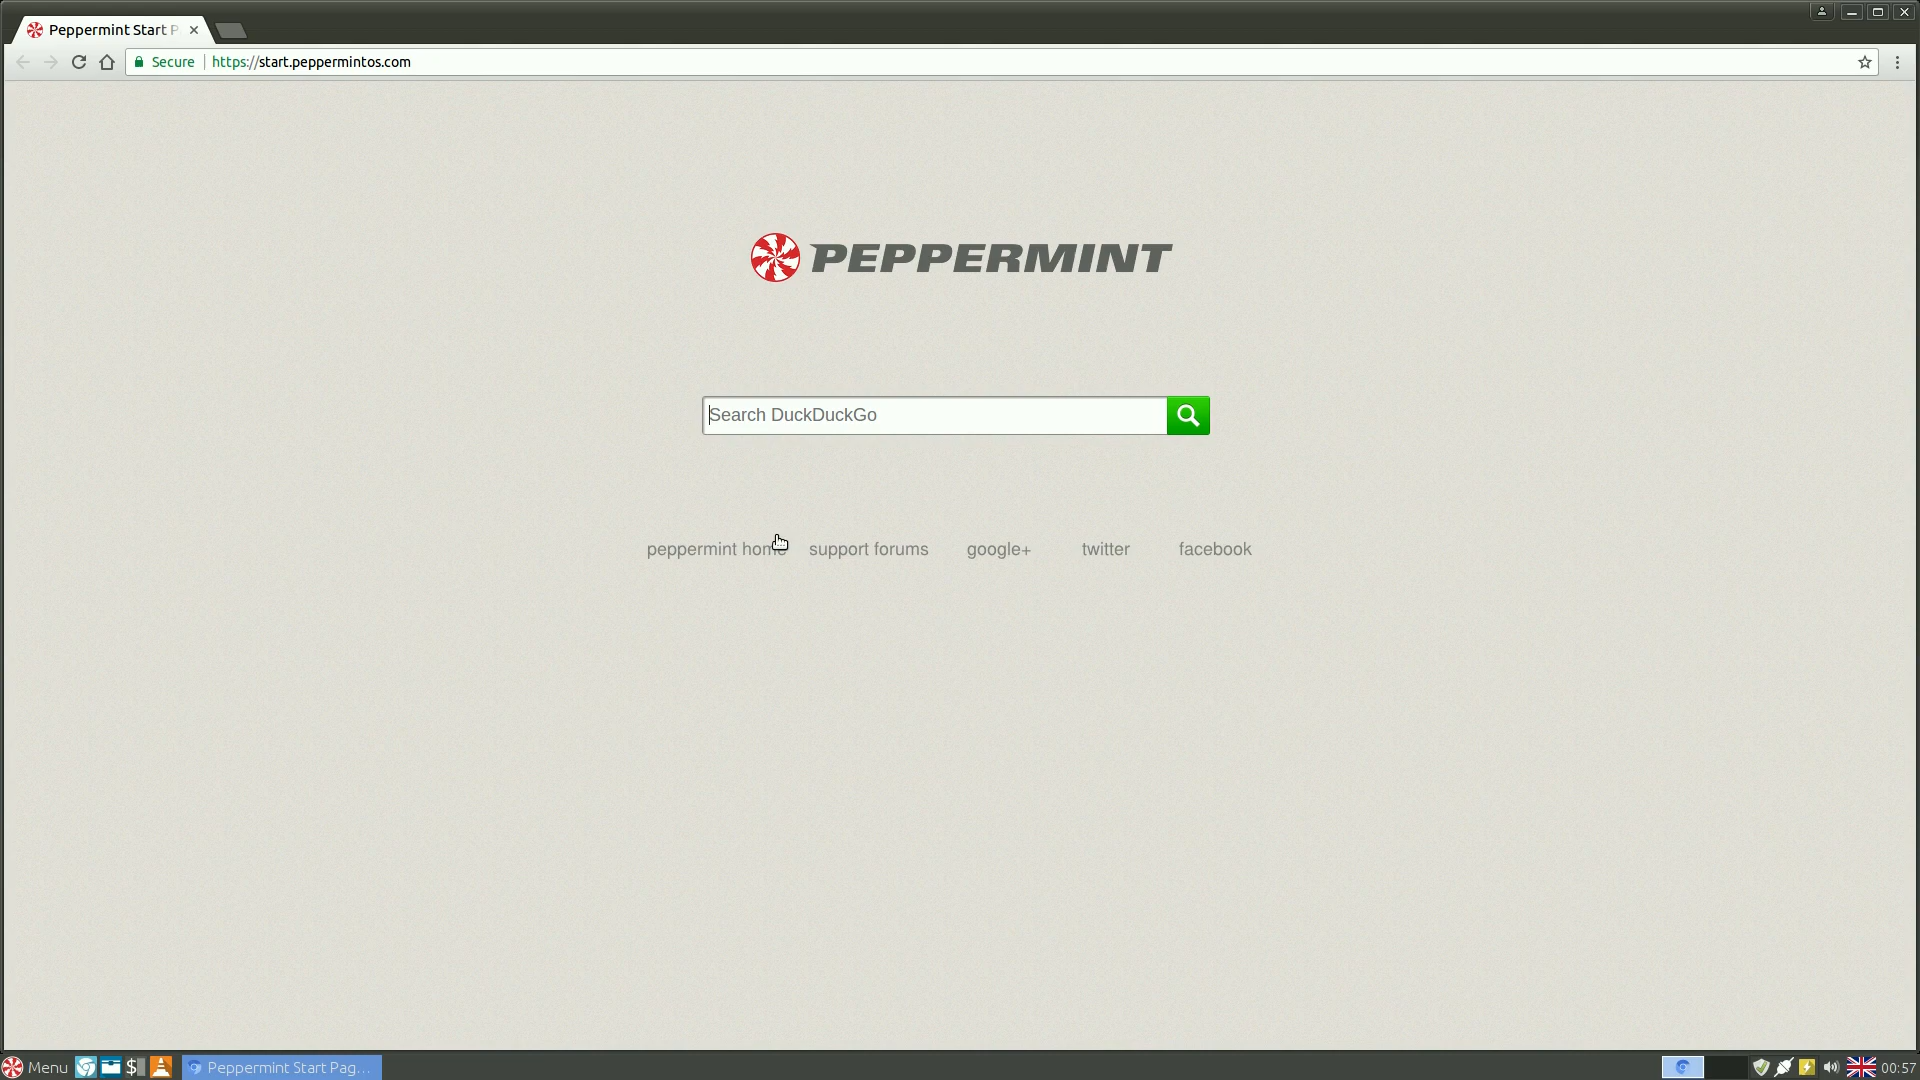 Peppermint Start P
Secure https://start.peppermintos.com
PEPPERMINT
Search DuckDuckGo
peppermint home support forums google+ twitter facebook
Menu $ Peppermint Start Pag... 00:57